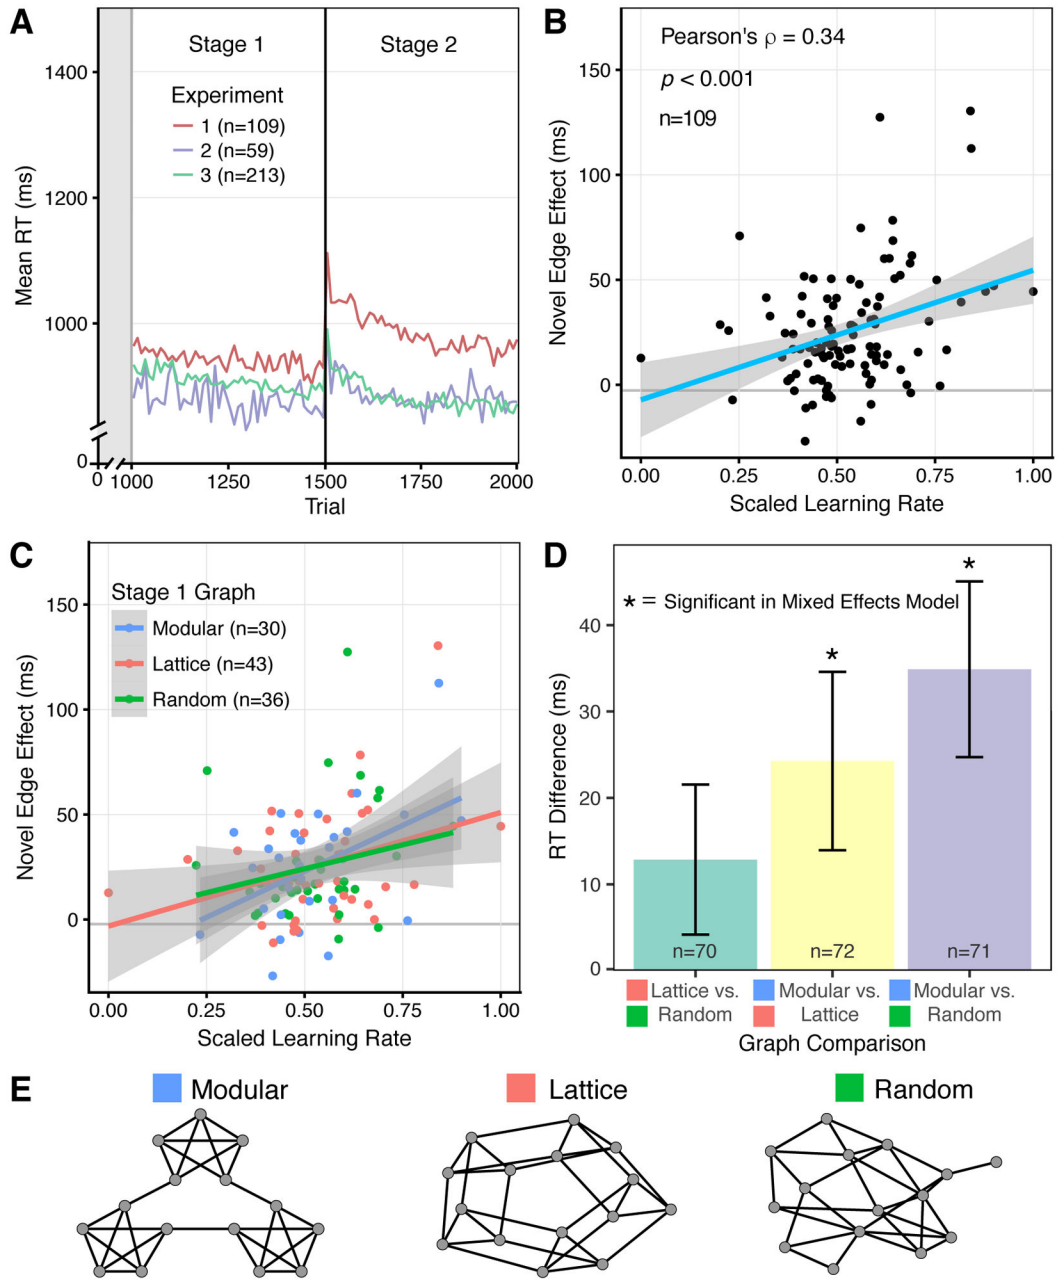 A
Stage 1
Stage 2
Experiment
1 (n=109)
2 (n=59)
3 (n=213)
Mean RT (ms)
1400
1200
1000
0
0
1000
1250
1500
1750
2000
Trial
B
Pearson's ρ = 0.34
p < 0.001
n=109
Novel Edge Effect (ms)
150
100
50
0
0.00
0.25
0.50
0.75
1.00
Scaled Learning Rate
C
Stage 1 Graph
Modular (n=30)
Lattice (n=43)
Random (n=36)
Novel Edge Effect (ms)
150
100
50
0
0.00
0.25
0.50
0.75
1.00
Scaled Learning Rate
D
* = Significant in Mixed Effects Model
*
*
RT Difference (ms)
40
30
20
10
0
n=70
n=72
n=71
Lattice vs.
Random
Modular vs.
Lattice
Modular vs.
Random
Graph Comparison
E
Modular
Lattice
Random